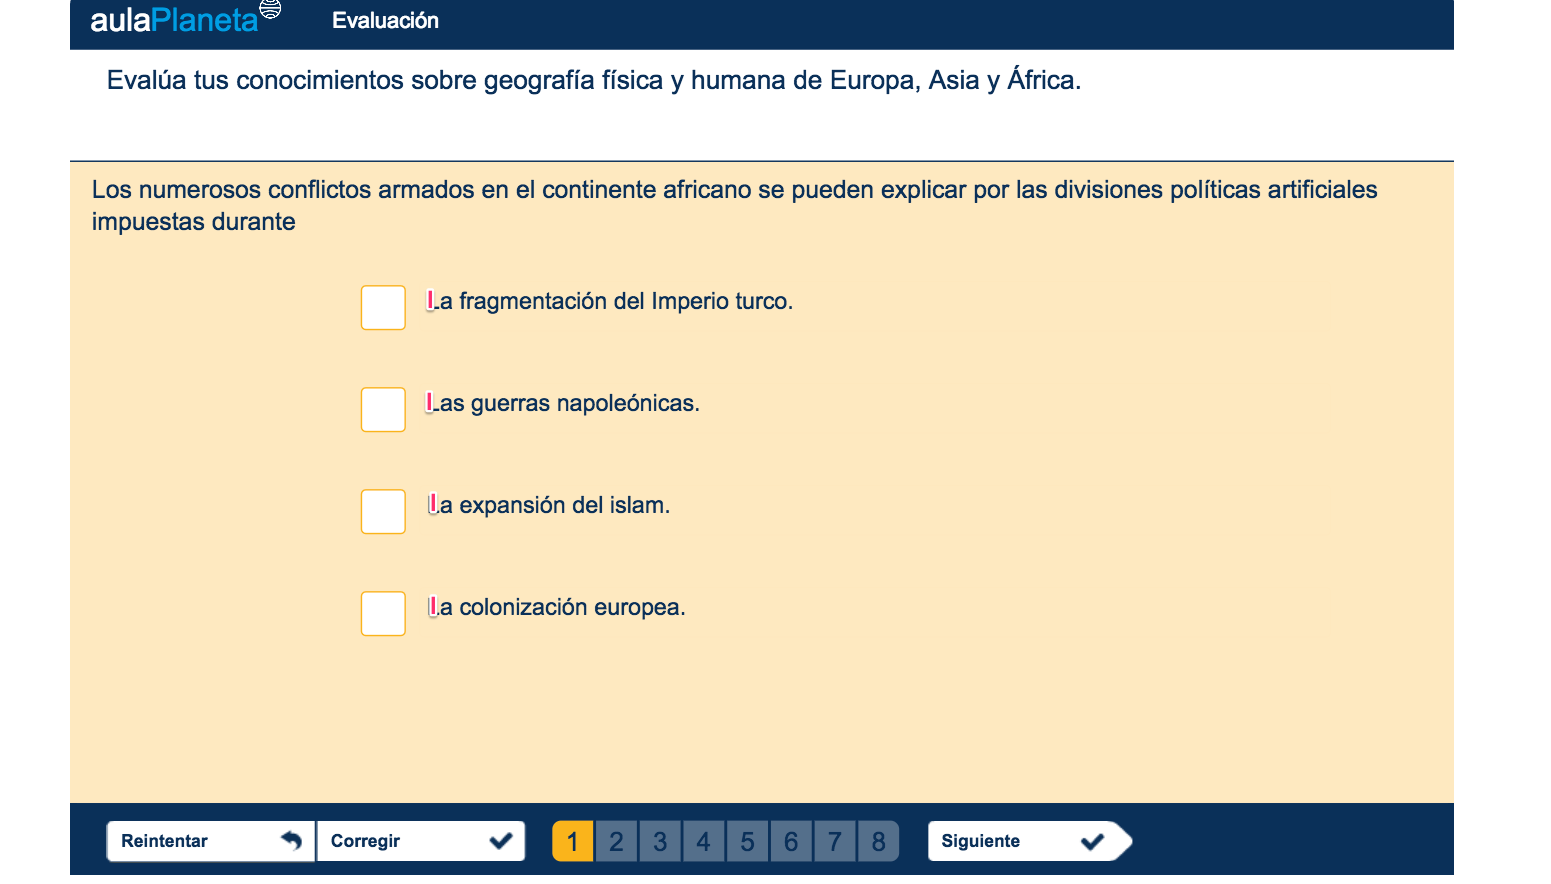 aulaPlaneta
Evaluación
Evalúa tus conocimientos sobre geografía física y humana de Europa, Asia y África.
Los numerosos conflictos armados en el continente africano se pueden explicar por las divisiones políticas artificiales
impuestas durante
la fragmentación del Imperio turco.
las guerras napoleónicas.
la expansión del islam.
la colonización europea.
Reintentar
Corregir
1 2 3 4 5 6 7 8
Siguiente